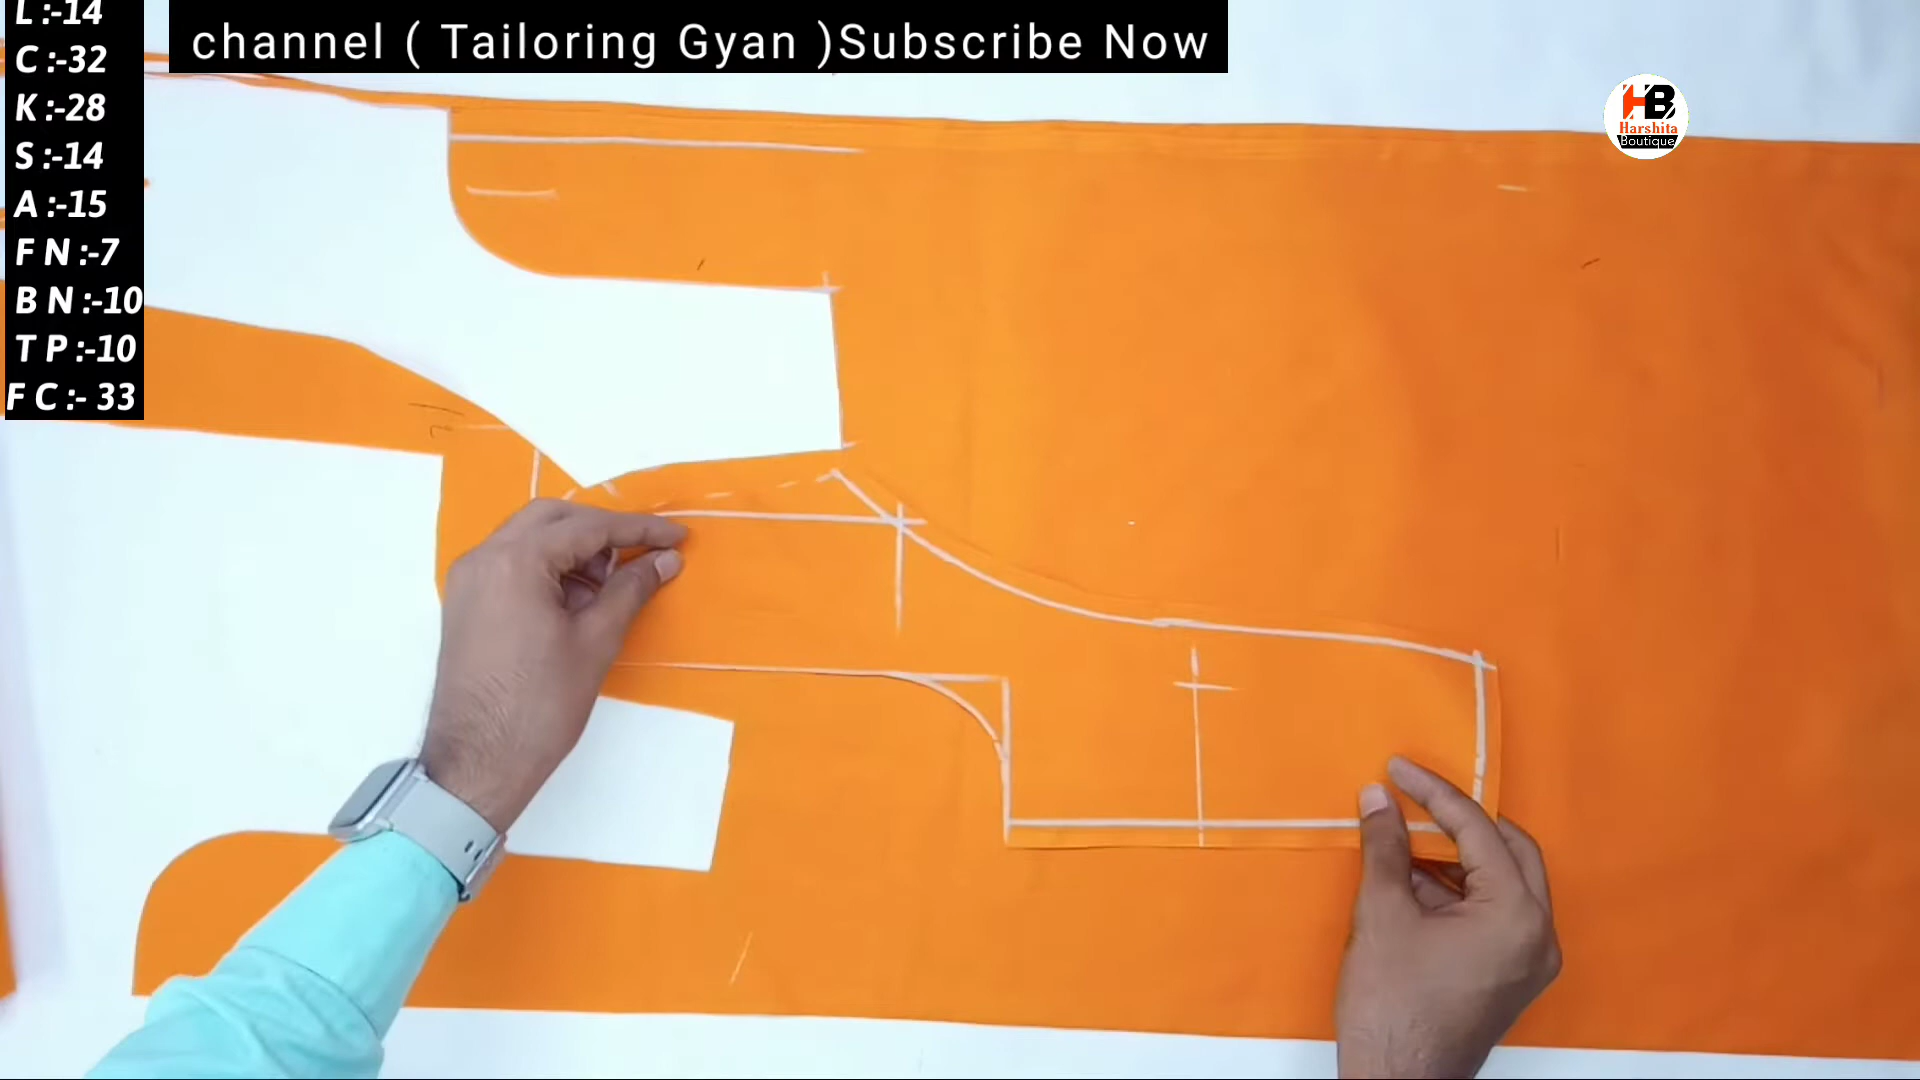 L :-14
C :-32
K :-28
S :-14
A :-15
F N :-7
B N :-10
T P :-10
F C :- 33
channel ( Tailoring Gyan )Subscribe Now
HB
Harshita
Boutique